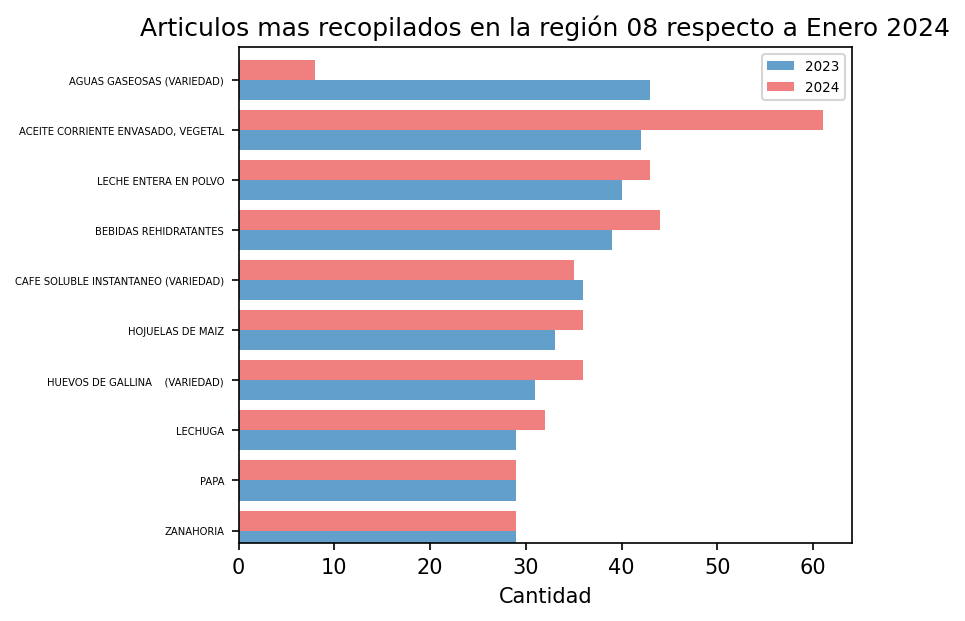 Articulos mas recopilados en la región 08 respecto a Enero 2024
2023
2024
AGUAS GASEOSAS (VARIEDAD)
ACEITE CORRIENTE ENVASADO, VEGETAL
LECHE ENTERA EN POLVO
BEBIDAS REHIDRATANTES
CAFE SOLUBLE INSTANTANEO (VARIEDAD)
HOJUELAS DE MAIZ
HUEVOS DE GALLINA    (VARIEDAD)
LECHUGA
PAPA
ZANAHORIA
0 10 20 30 40 50 60
Cantidad